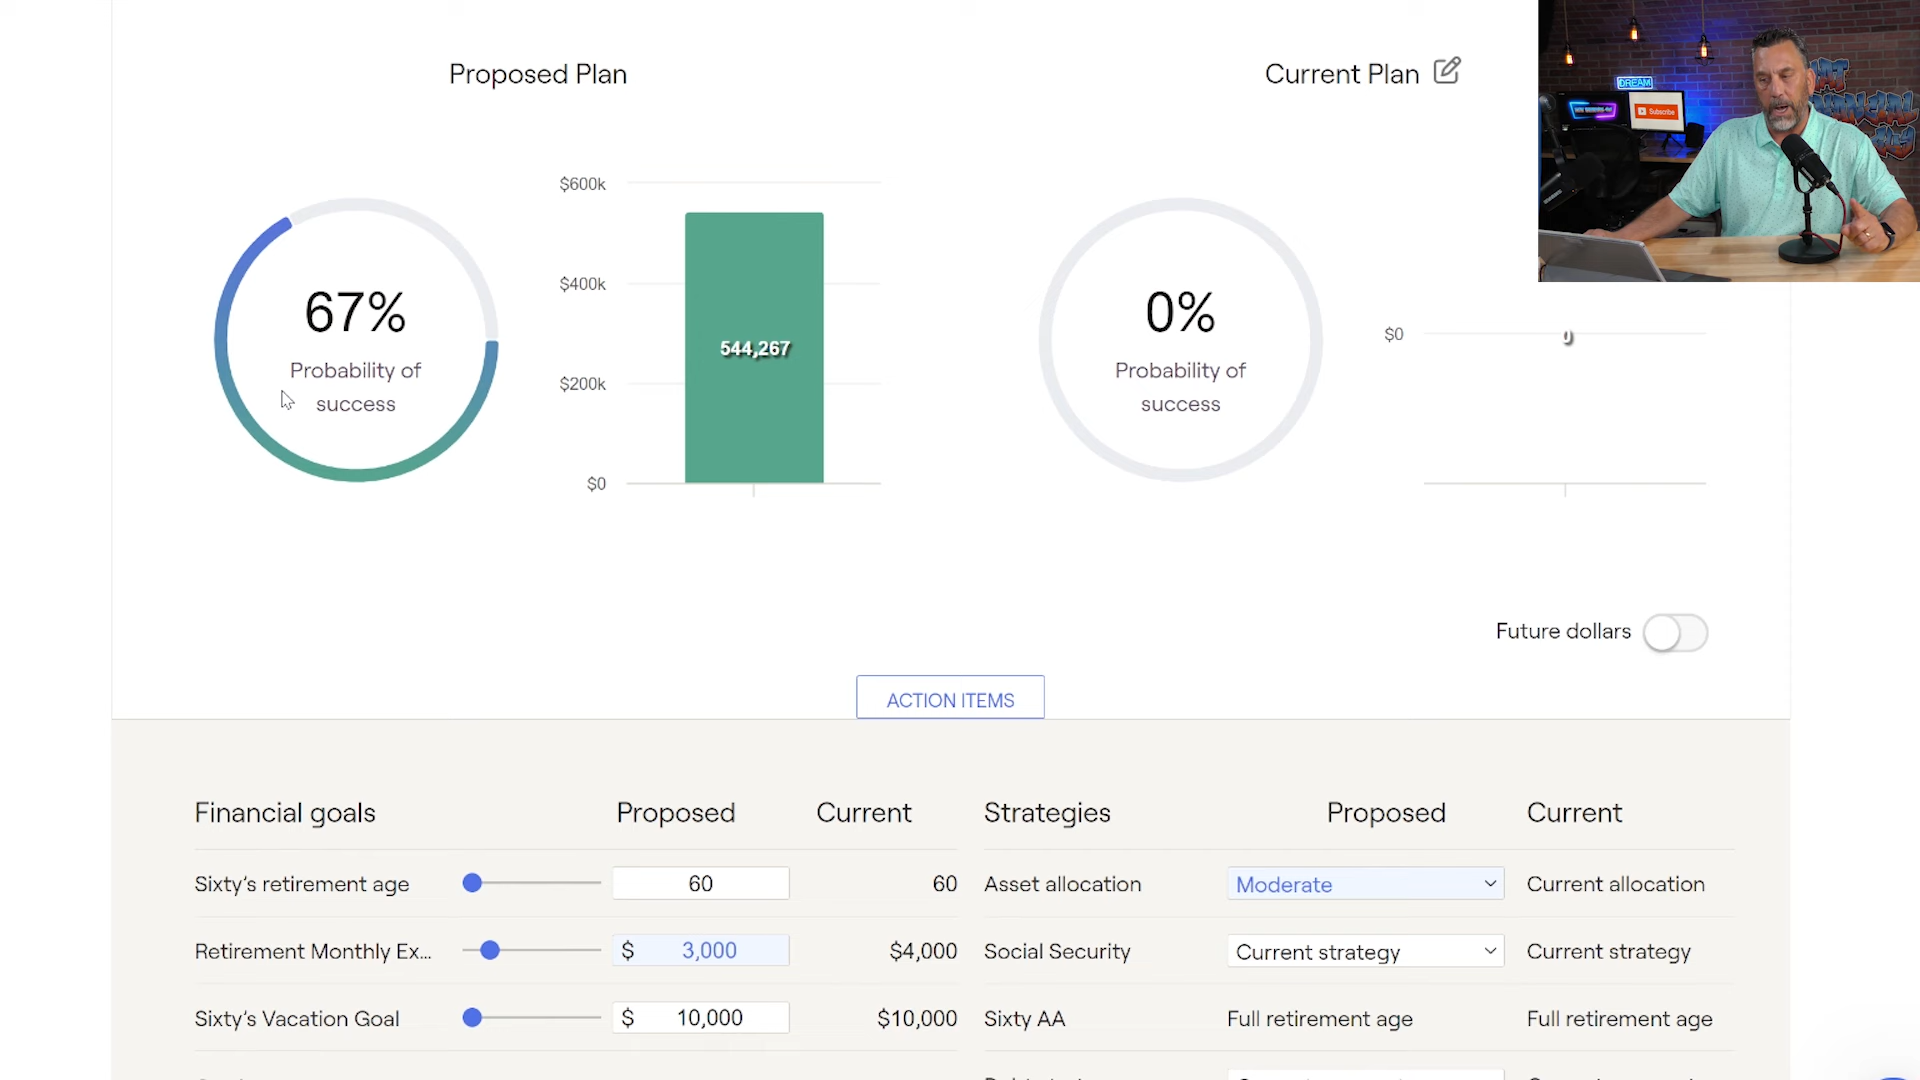 Proposed Plan
Current Plan
DREAM
Subscribe
67%
Probability of
success
$600k
$400k
$200k
$0
544,267
0%
Probability of
success
$0
0
Future dollars
ACTION ITEMS
Financial goals Proposed Current
Sixty's retirement age 60 60
Retirement Monthly Ex... $ 3,000 $4,000
Sixty's Vacation Goal $ 10,000 $10,000
Strategies Proposed Current
Asset allocation Moderate Current allocation
Social Security Current strategy Current strategy
Sixty AA Full retirement age Full retirement age